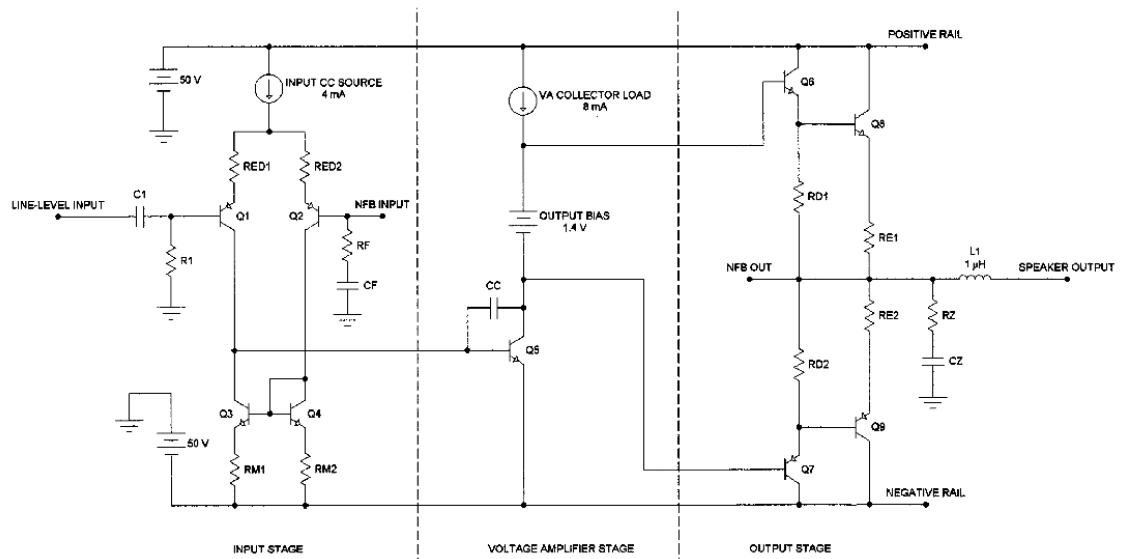 POSITIVE RAIL
50 V
INPUT CC SOURCE
4 mA
VA COLLECTOR LOAD
8 mA
Q6
Q8
RED1
RED2
C1
LINE-LEVEL INPUT
Q1
Q2
NFB INPUT
RD1
OUTPUT BIAS
1.4 V
RE1
R1
RF
CF
NFB OUT
L1
1 µH
SPEAKER OUTPUT
CC
RE2
RZ
Q5
RD2
CZ
Q3
Q4
50 V
Q9
RM1
RM2
Q7
NEGATIVE RAIL
INPUT STAGE
VOLTAGE AMPLIFIER STAGE
OUTPUT STAGE